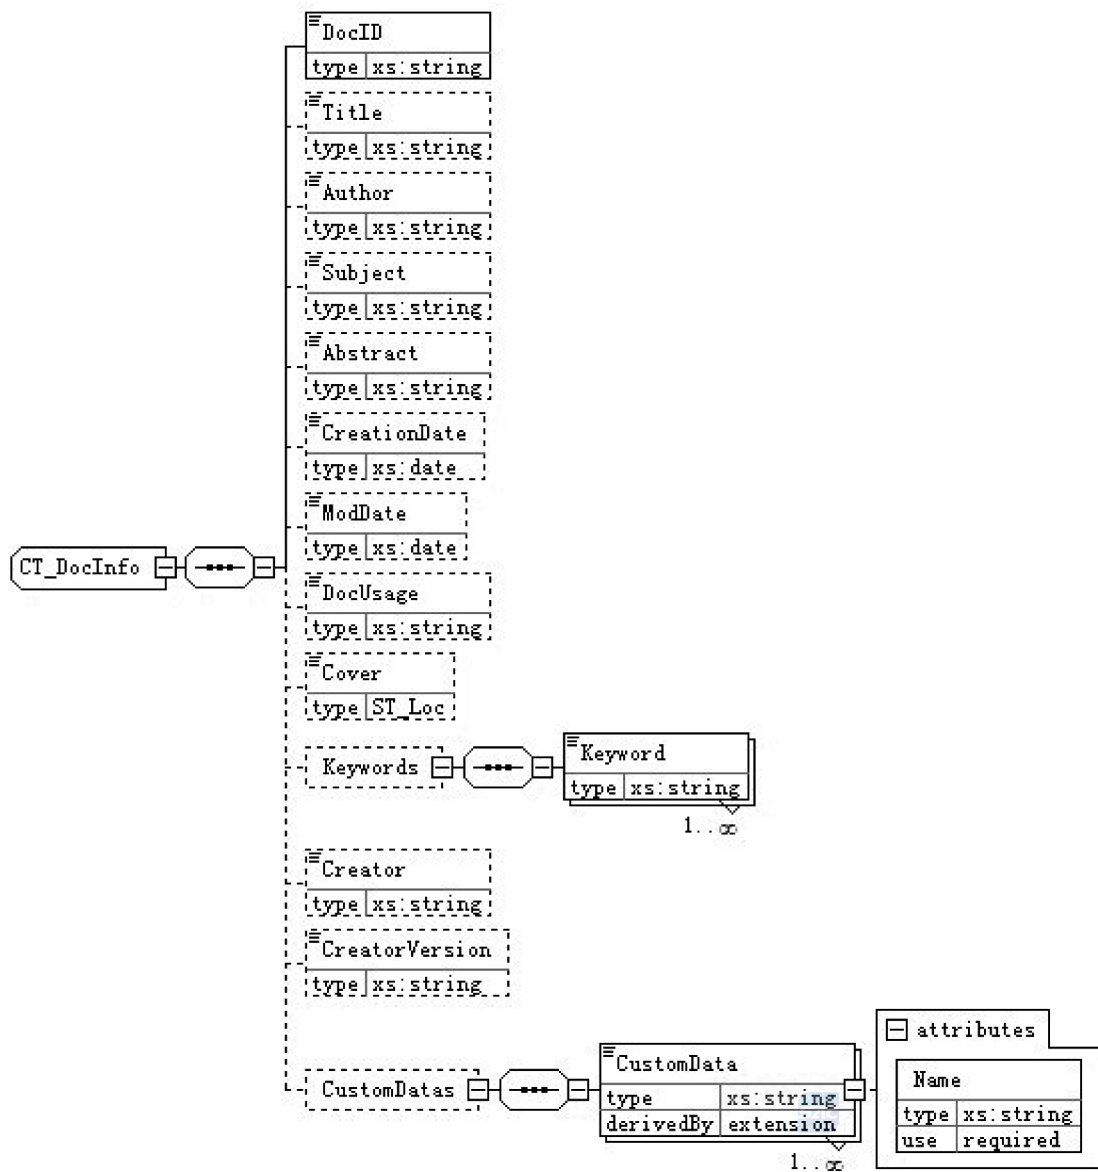 DocID
type xs:string
Title
type xs:string
Author
type xs:string
Subject
type xs:string
Abstract
type xs:string
CreationDate
type xs:date
ModDate
type xs:date
CT_DocInfo
DocUsage
type xs:string
Cover
type ST_Loc
Keywords
Keyword
type xs:string
1..∞
Creator
type xs:string
CreatorVersion
type xs:string
CustomDatas
CustomData
type xs:string
derivedBy extension
1..∞
attributes
Name
type xs:string
use required